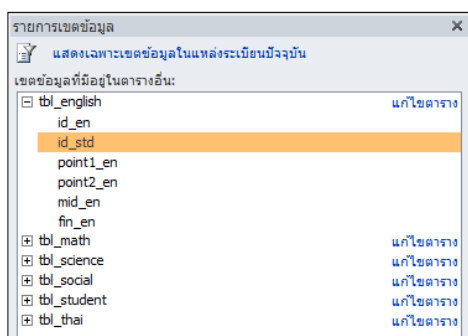 รายการเขตข้อมูล
แสดงเฉพาะเขตข้อมูลในแหล่งระเบียนปัจจุบัน
เขตข้อมูลที่มีอยู่ในตารางอื่น:
tbl_english แก้ไขตาราง
id_en
id_std
point1_en
point2_en
mid_en
fin_en
tbl_math แก้ไขตาราง
tbl_science แก้ไขตาราง
tbl_social แก้ไขตาราง
tbl_student แก้ไขตาราง
tbl_thai แก้ไขตาราง